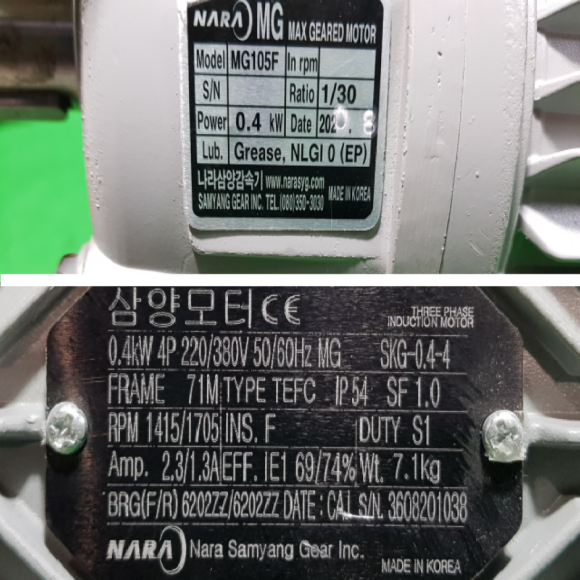 NARA MG MAX GEARED MOTOR
Model MG105F In rpm
S/N Ratio 1/30
Power 0.4 kW Date 202 . 8
Lub. Grease, NLGI 0 (EP)
나라삼양감속기 www.narasyg.com
SAMYANG GEAR INC. TEL.(080)350-3030 MADE IN KOREA
삼양모터 CE THREE PHASE
INDUCTION MOTOR
0.4kW 4P 220/380V 50/60Hz MG SKG-0.4-4
FRAME 71M TYPE TEFC IP 54 SF 1.0
RPM 1415/1705 INS. F DUTY S1
Amp. 2.3/1.3A EFF. IE1 69/74% Wt. 7.1kg
BRG(F/R) 6202ZZ/6202ZZ DATE : S/N. 3608201038
NARA Nara Samyang Gear Inc. MADE IN KOREA